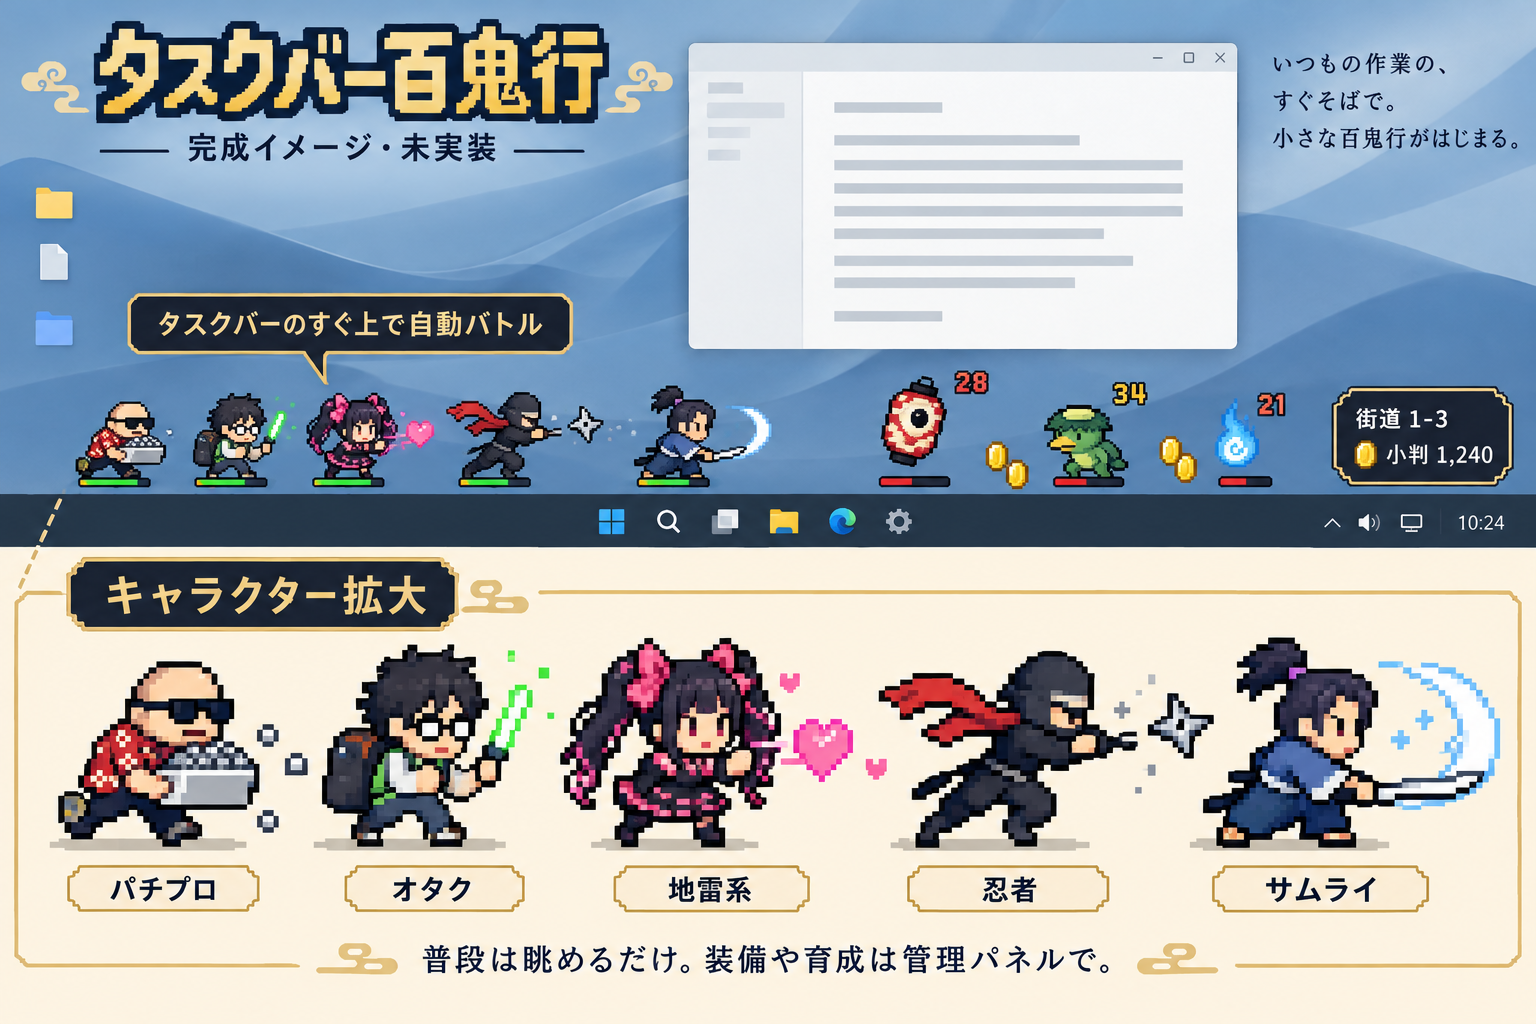 タスクバー百鬼行
完成イメージ・未実装
いつもの作業の、
すぐそばで。
小さな百鬼行がはじまる。
タスクバーのすぐ上で自動バトル
28
34
21
街道 1-3
小判 1,240
10:24
キャラクター拡大
パチプロ
オタク
地雷系
忍者
サムライ
普段は眺めるだけ。装備や育成は管理パネルで。